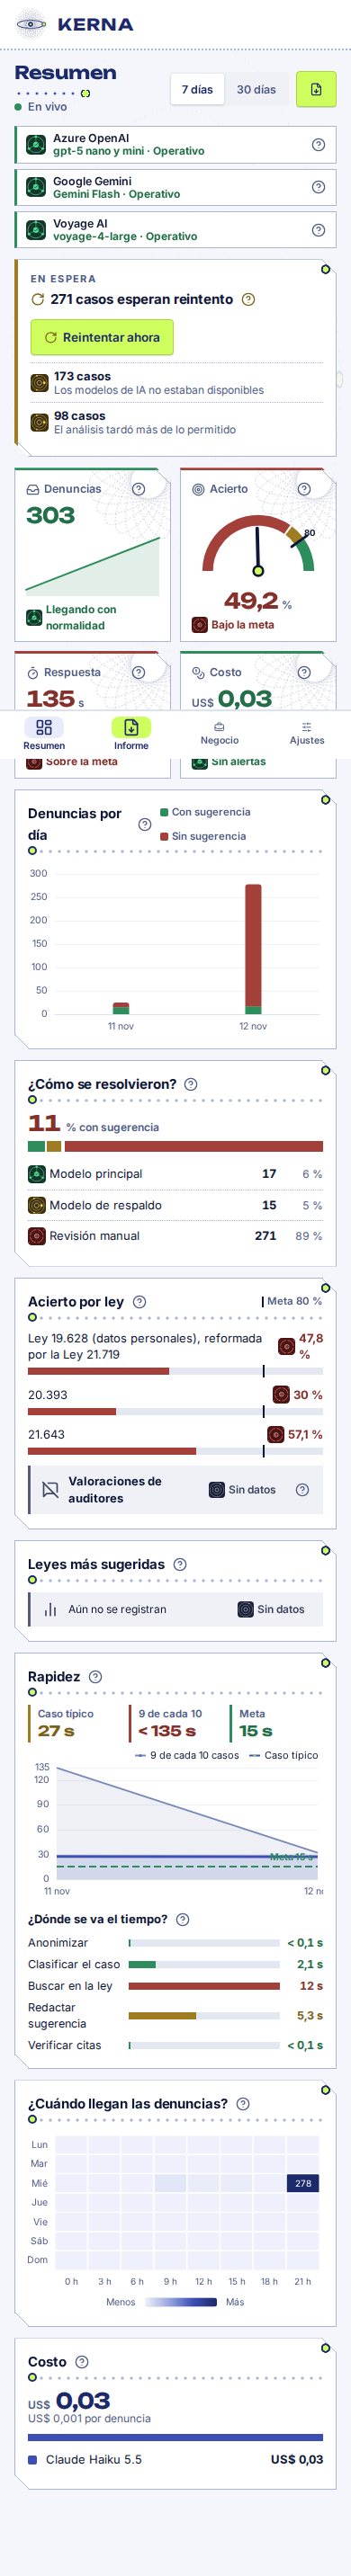 KERNA
Resumen
En vivo
7 días
30 días
Azure OpenAI
gpt-5 nano y mini · Operativo
Google Gemini
Gemini Flash · Operativo
Voyage AI
voyage-4-large · Operativo
EN ESPERA
271 casos esperan reintento
Reintentar ahora
173 casos
Los modelos de IA no estaban disponibles
98 casos
El análisis tardó más de lo permitido
Denuncias
303
Llegando con
normalidad
Acierto
80
49,2 %
Bajo la meta
Respuesta
135 s
Costo
US$ 0,03
Resumen
Informe
Negocio
Ajustes
Sobre la meta
Sin alertas
Denuncias por
día
Con sugerencia
Sin sugerencia
300
250
200
150
100
50
0
11 nov
12 nov
¿Cómo se resolvieron?
11 % con sugerencia
Modelo principal 17 6 %
Modelo de respaldo 15 5 %
Revisión manual 271 89 %
Acierto por ley
Meta 80 %
Ley 19.628 (datos personales), reformada
por la Ley 21.719
47,8
%
20.393 30 %
21.643 57,1 %
Valoraciones de
auditores
Sin datos
Leyes más sugeridas
Aún no se registran
Sin datos
Rapidez
Caso típico
27 s
9 de cada 10
< 135 s
Meta
15 s
9 de cada 10 casos
Caso típico
135
120
90
60
30
0
Meta 15 s
11 nov
12 n
¿Dónde se va el tiempo?
Anonimizar < 0,1 s
Clasificar el caso 2,1 s
Buscar en la ley 12 s
Redactar
sugerencia
5,3 s
Verificar citas < 0,1 s
¿Cuándo llegan las denuncias?
Lun
Mar
Mié
278
Jue
Vie
Sáb
Dom
0 h 3 h 6 h 9 h 12 h 15 h 18 h 21 h
Menos
Más
Costo
US$ 0,03
US$ 0,001 por denuncia
Claude Haiku 5.5 US$ 0,03